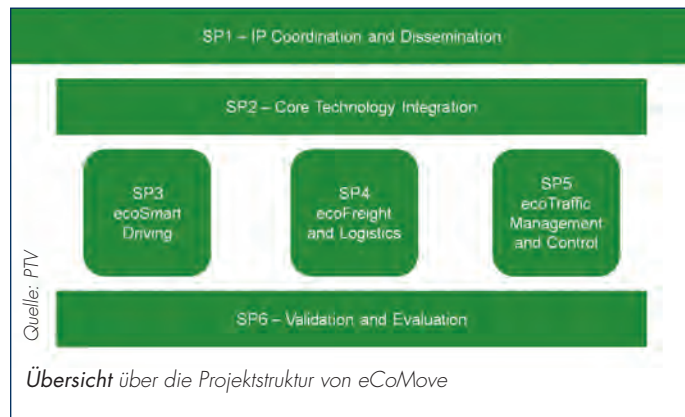 SP1 – IP Coordination and Dissemination
SP2 – Core Technology Integration
SP3
ecoSmart
Driving
SP4
ecoFreight
and Logistics
SP5
ecoTraffic
Management
and Control
SP6 – Validation and Evaluation
Quelle: PTV
Übersicht über die Projektstruktur von eCoMove